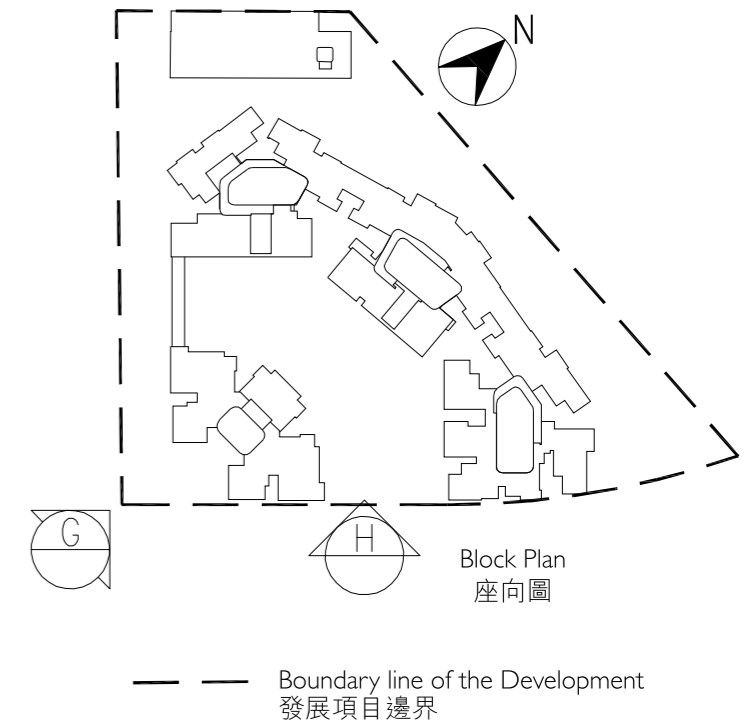 N
G
H
Block Plan
座向圖
Boundary line of the Development
發展項目邊界